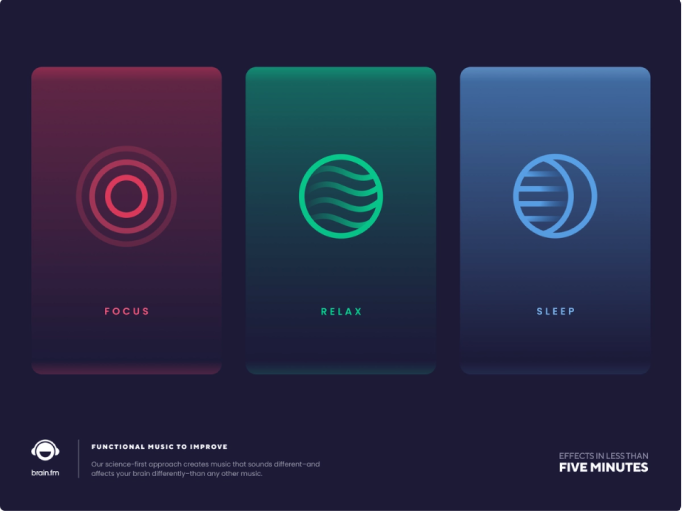 FOCUS
RELAX
SLEEP
brain.fm
FUNCTIONAL MUSIC TO IMPROVE
Our science-first approach creates music that sounds different–and
affects your brain differently–than any other music.
EFFECTS IN LESS THAN
FIVE MINUTES